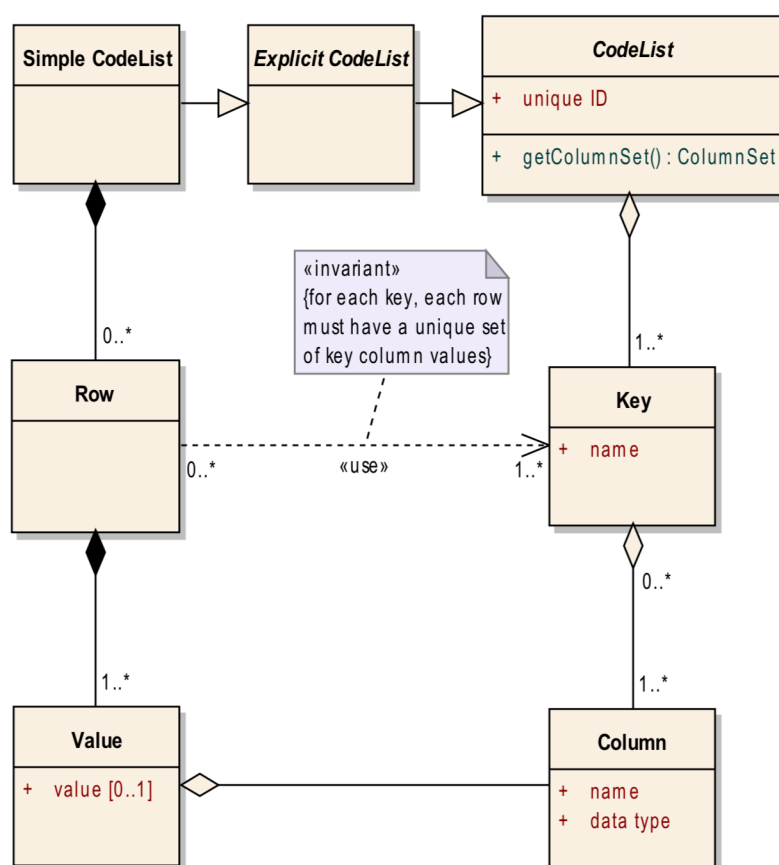 Simple CodeList
Explicit CodeList
CodeList
+ unique ID
+ getColumnSet() : ColumnSet
«invariant»
{for each key, each row
must have a unique set
of key column values}
0..*
1..*
Row
Key
+ name
0..*
«use»
1..*
0..*
1..*
1..*
Value
+ value [0..1]
Column
+ name
+ data type